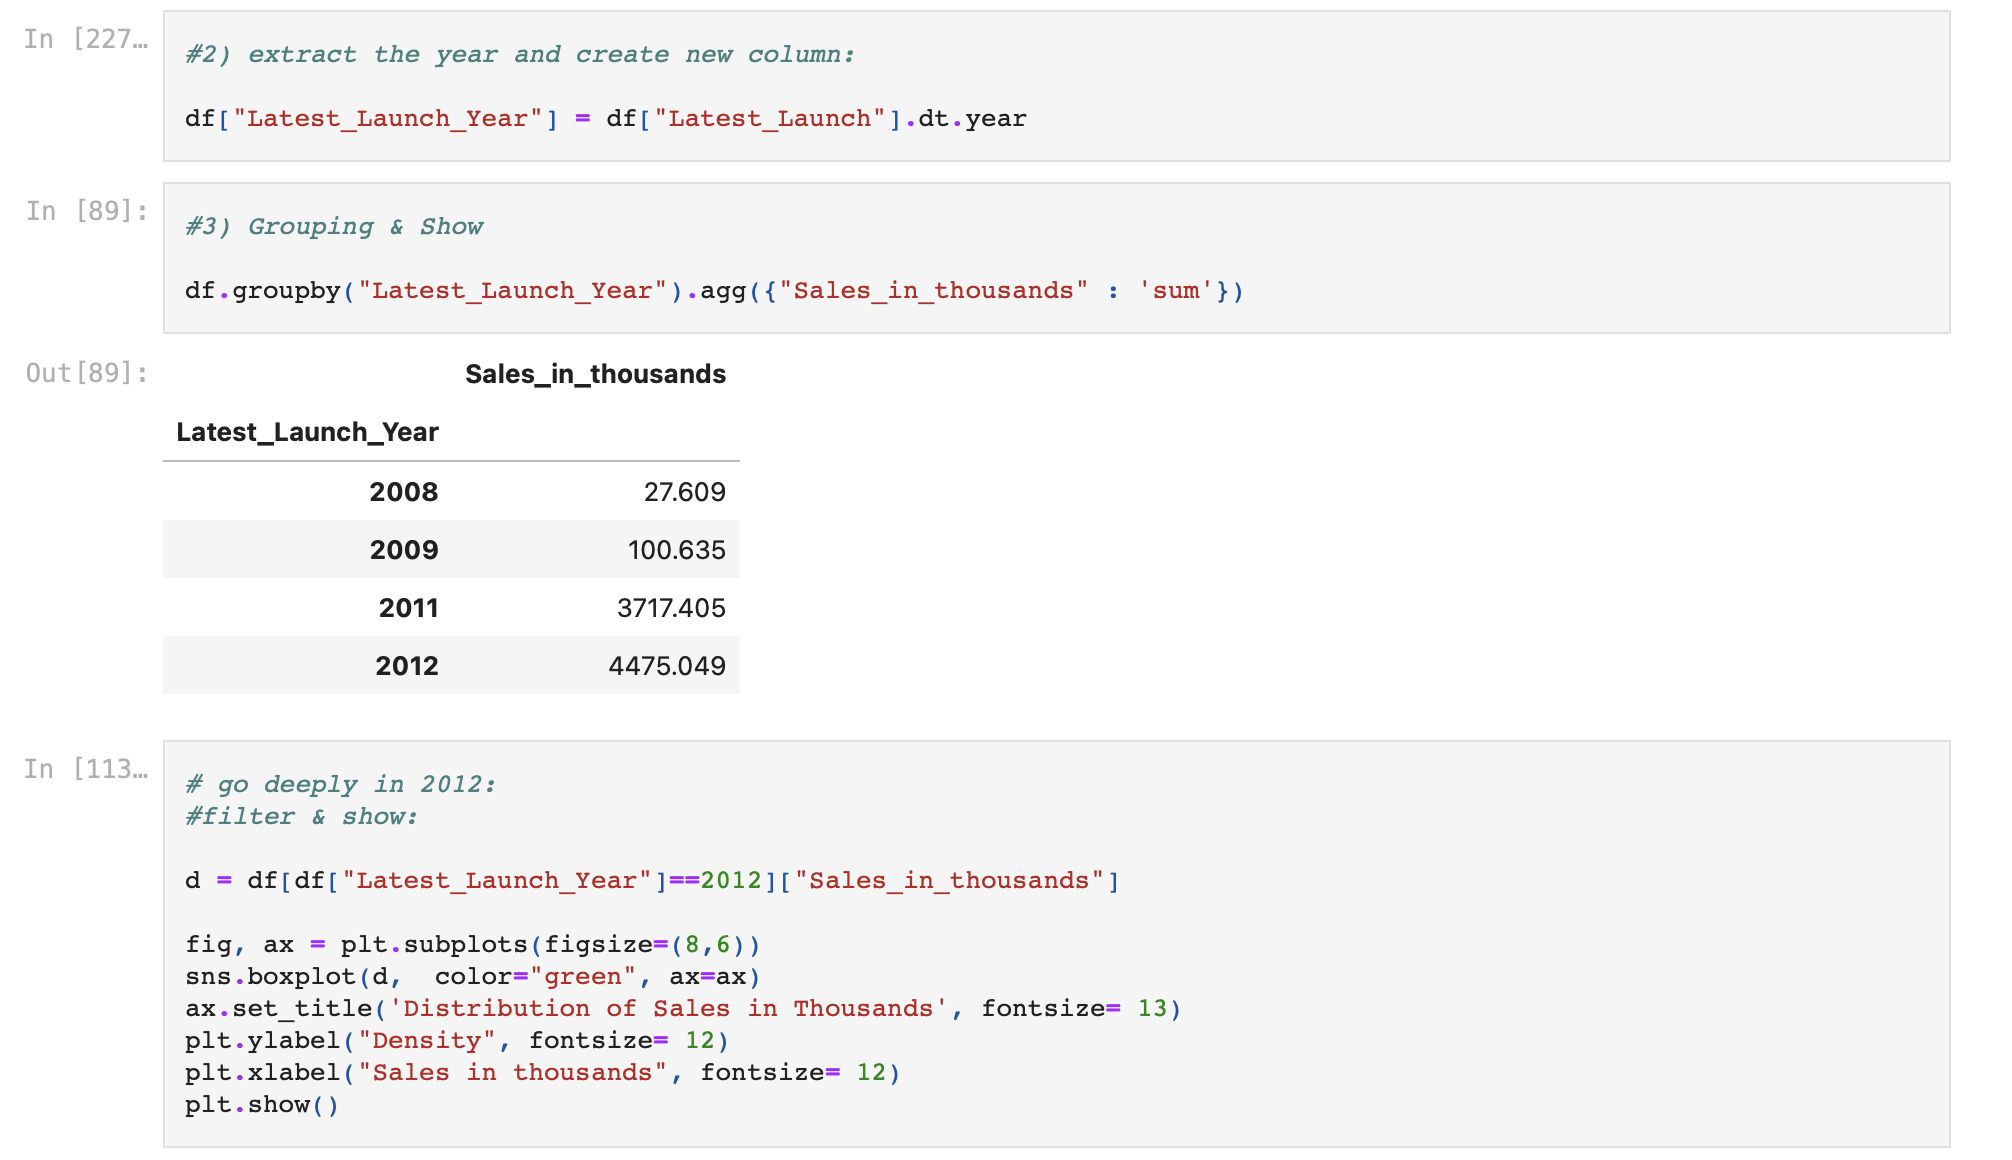 In [227…
#2) extract the year and create new column:
df["Latest_Launch_Year"] = df["Latest_Launch"].dt.year
In [89]:
#3) Grouping & Show
df.groupby("Latest_Launch_Year").agg({"Sales_in_thousands" : 'sum'})
Out[89]:
Sales_in_thousands
Latest_Launch_Year
2008 27.609
2009 100.635
2011 3717.405
2012 4475.049
In [113…
# go deeply in 2012:
#filter & show:
d = df[df["Latest_Launch_Year"]==2012]["Sales_in_thousands"]
fig, ax = plt.subplots(figsize=(8,6))
sns.boxplot(d,  color="green", ax=ax)
ax.set_title('Distribution of Sales in Thousands', fontsize= 13)
plt.ylabel("Density", fontsize= 12)
plt.xlabel("Sales in thousands", fontsize= 12)
plt.show()